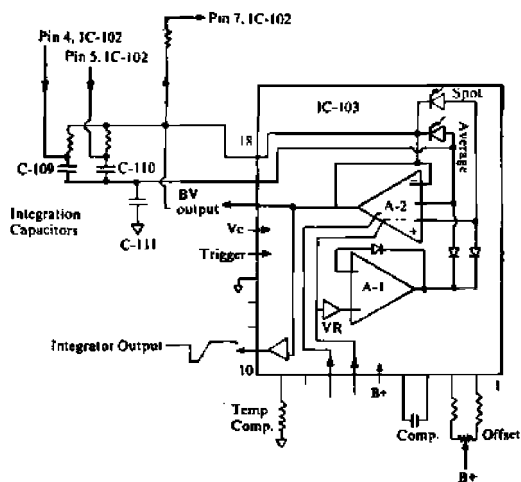 Pin 7, IC-102
Pin 4, IC-102
Pin 5, IC-102
Spot
IC-103
18
Average
C-109
C-110
BV
output
A-2
Integration
Capacitors
C-111
Vc
Trigger
A-1
VR
Integrator Output
10
B+
1
Temp
Comp.
Comp.
Offset
B+